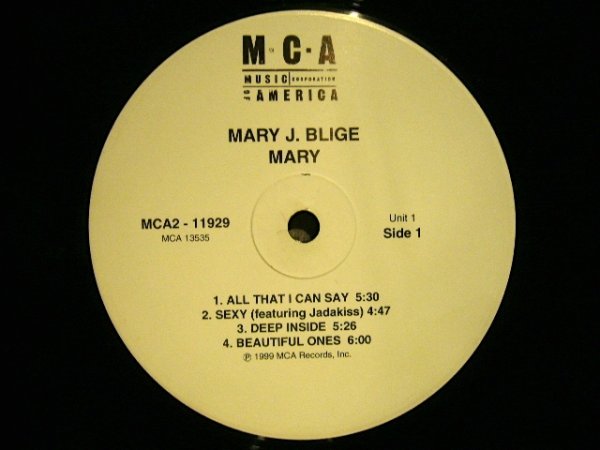 M·C·A
MUSIC CORPORATION
OF AMERICA
MARY J. BLIGE
MARY
MCA2 - 11929
MCA 13535
Unit 1
Side 1
1. ALL THAT I CAN SAY 5:30
2. SEXY (featuring Jadakiss) 4:47
3. DEEP INSIDE 5:26
4. BEAUTIFUL ONES 6:00
℗ 1999 MCA Records, Inc.